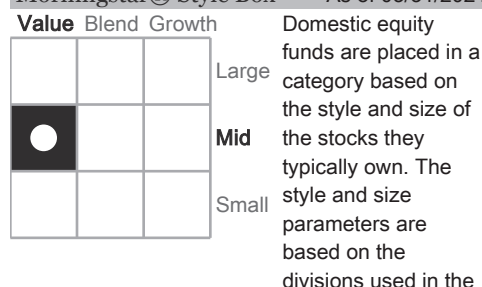 Value Blend Growth
Large
Mid
Small
Domestic equity
funds are placed in a
category based on
the style and size of
the stocks they
typically own. The
style and size
parameters are
based on the
divisions used in the